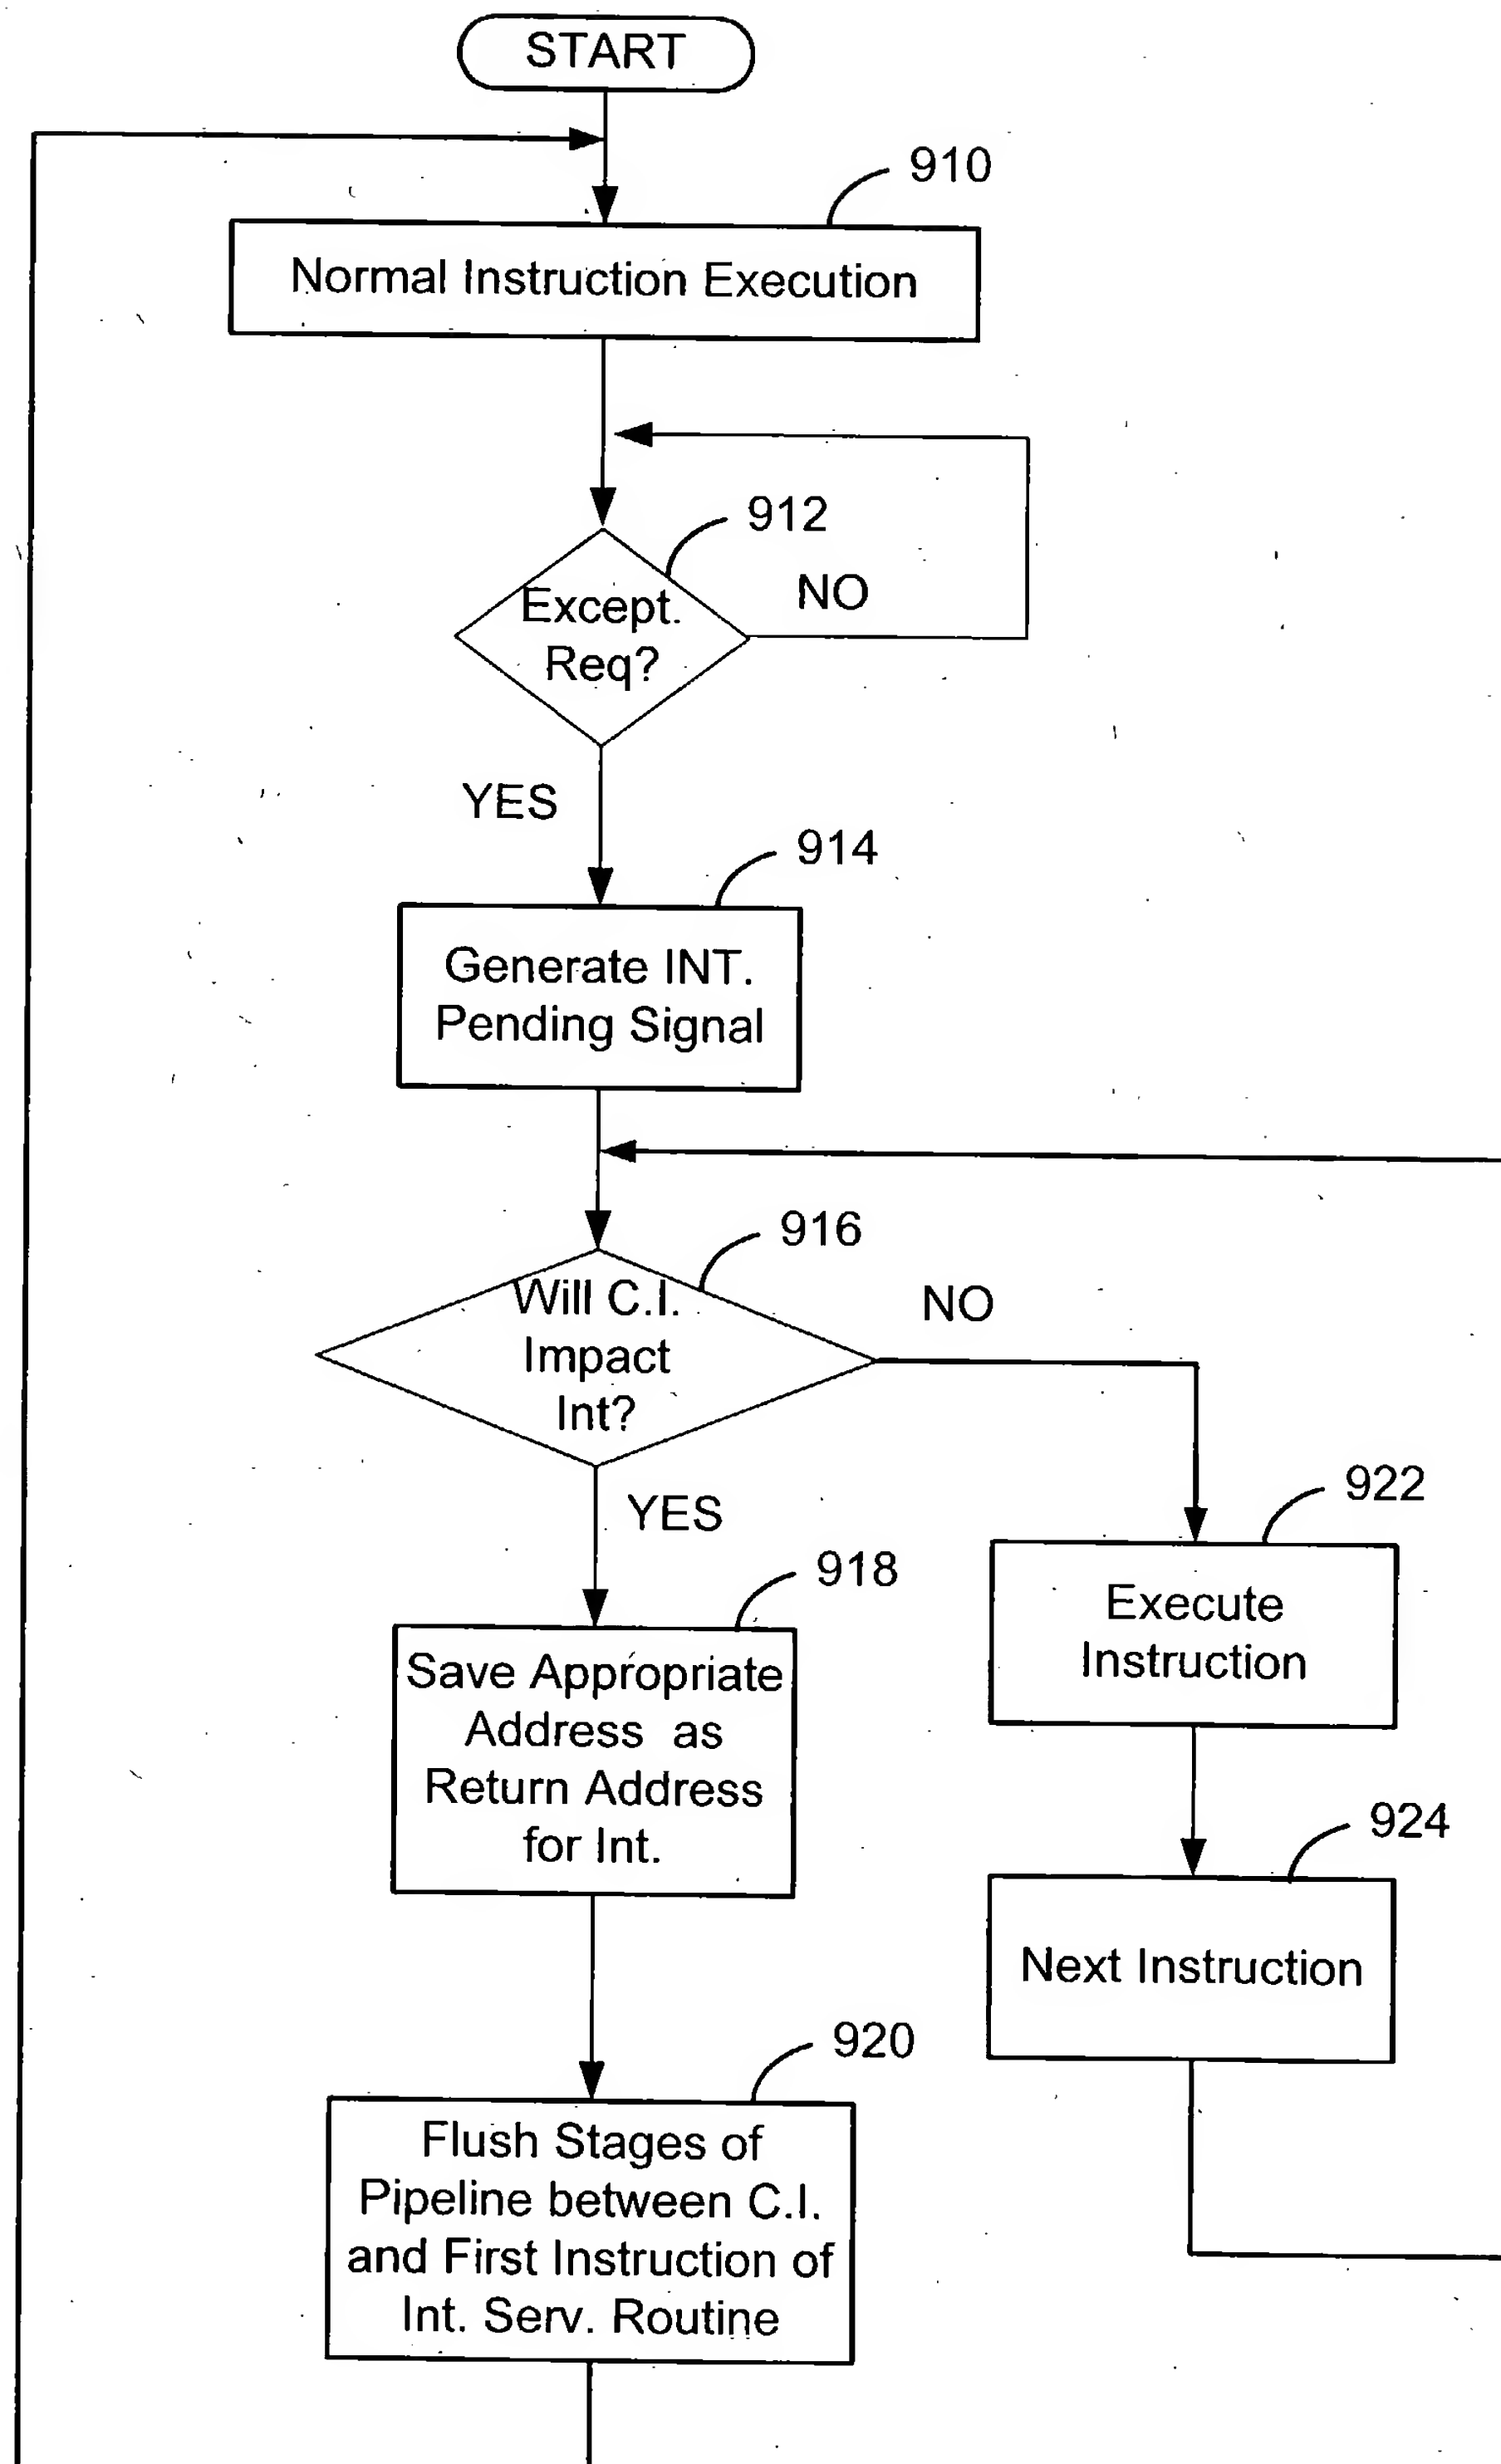 START
910
Normal Instruction Execution
912
Except.
Req?
NO
YES
914
Generate INT.
Pending Signal
916
Will C.I.
Impact
Int?
NO
YES
918
Save Appropriate
Address as
Return Address
for Int.
922
Execute
Instruction
924
Next Instruction
920
Flush Stages of
Pipeline between C.I.
and First Instruction of
Int. Serv. Routine